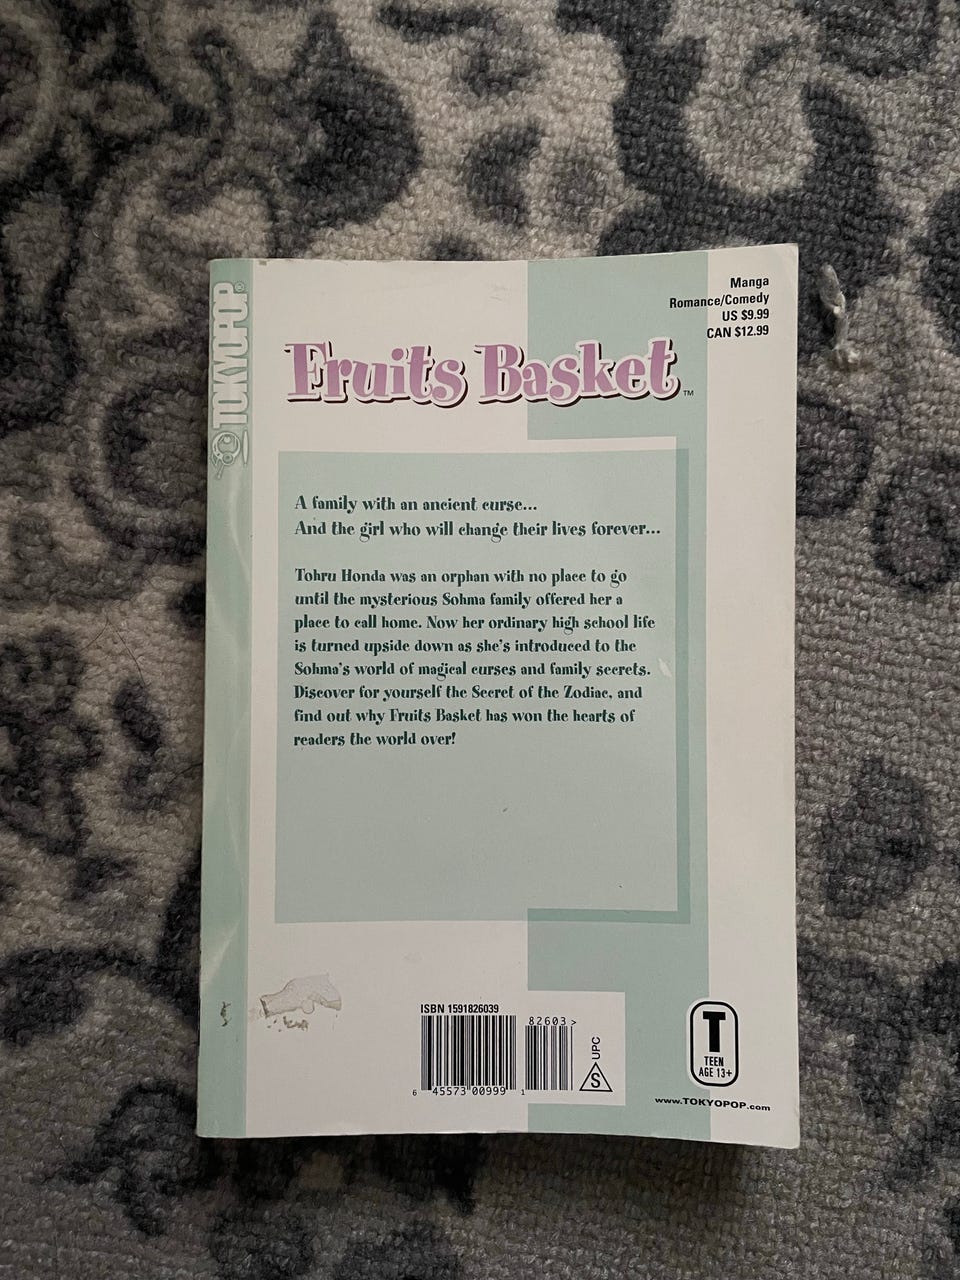 TOKYOPOP®
Manga
Romance/Comedy
US $9.99
CAN $12.99
Fruits Basket™
A family with an ancient curse...
And the girl who will change their lives forever...
Tohru Honda was an orphan with no place to go
until the mysterious Sohma family offered her a
place to call home. Now her ordinary high school life
is turned upside down as she's introduced to the
Sohma's world of magical curses and family secrets.
Discover for yourself the Secret of the Zodiac, and
find out why Fruits Basket has won the hearts of
readers the world over!
ISBN 1591826039
82603>
6 45573 00999 1
S UPC
T
TEEN
AGE 13+
www.TOKYOPOP.com